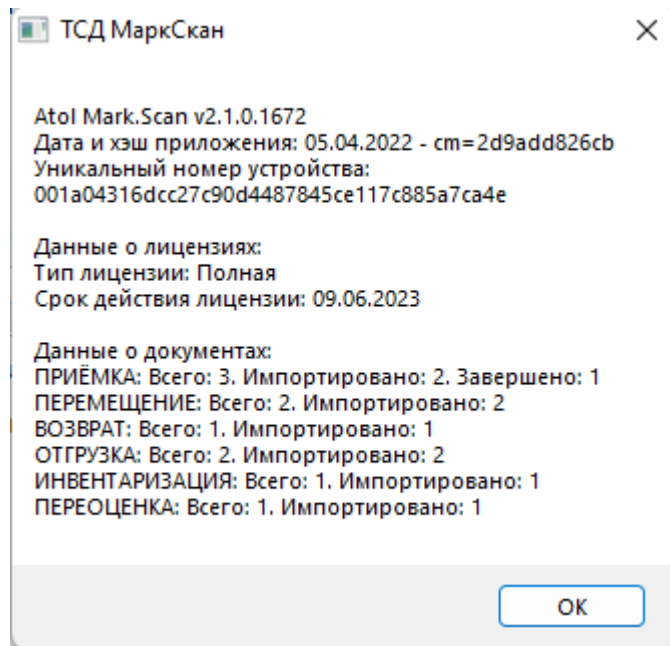 ТСД МаркСкан
Atol Mark.Scan v2.1.0.1672
Дата и хэш приложения: 05.04.2022 - cm=2d9add826cb
Уникальный номер устройства:
001a04316dcc27c90d4487845ce117c885a7ca4e
Данные о лицензиях:
Тип лицензии: Полная
Срок действия лицензии: 09.06.2023
Данные о документах:
ПРИЁМКА: Всего: 3. Импортировано: 2. Завершено: 1
ПЕРЕМЕЩЕНИЕ: Всего: 2. Импортировано: 2
ВОЗВРАТ: Всего: 1. Импортировано: 1
ОТГРУЗКА: Всего: 2. Импортировано: 2
ИНВЕНТАРИЗАЦИЯ: Всего: 1. Импортировано: 1
ПЕРЕОЦЕНКА: Всего: 1. Импортировано: 1
ОК